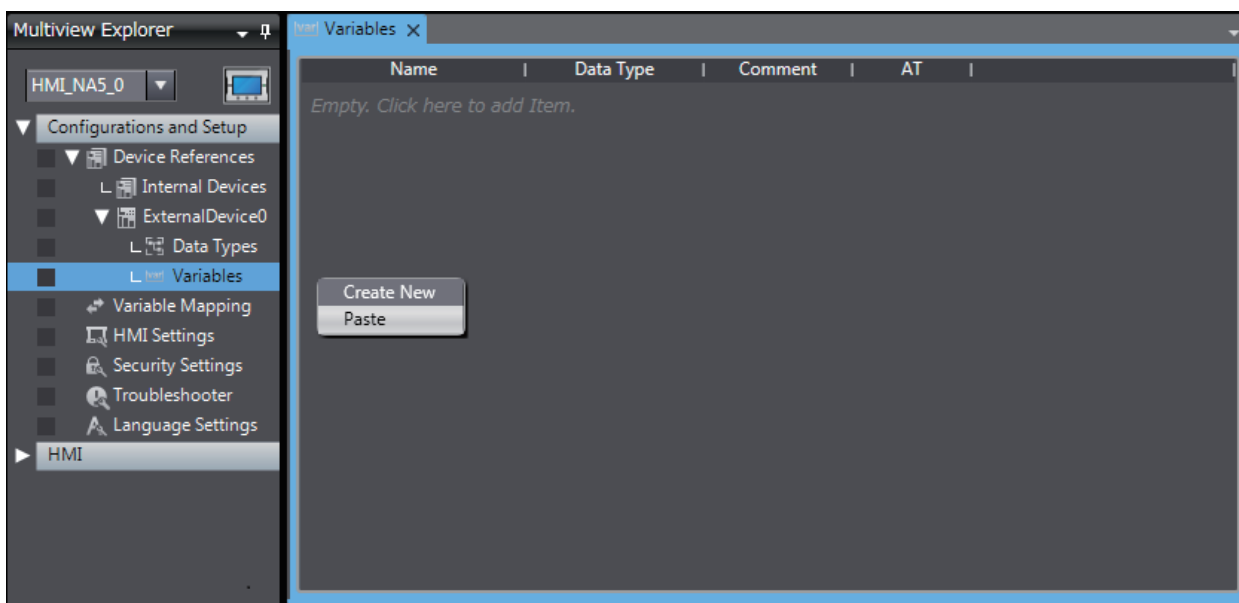 Multiview Explorer
HMI_NA5_0
Configurations and Setup
Device References
Internal Devices
ExternalDevice0
Data Types
Variables
Variable Mapping
HMI Settings
Security Settings
Troubleshooter
Language Settings
HMI
Variables
Name Data Type Comment AT
Empty. Click here to add Item.
Create New
Paste